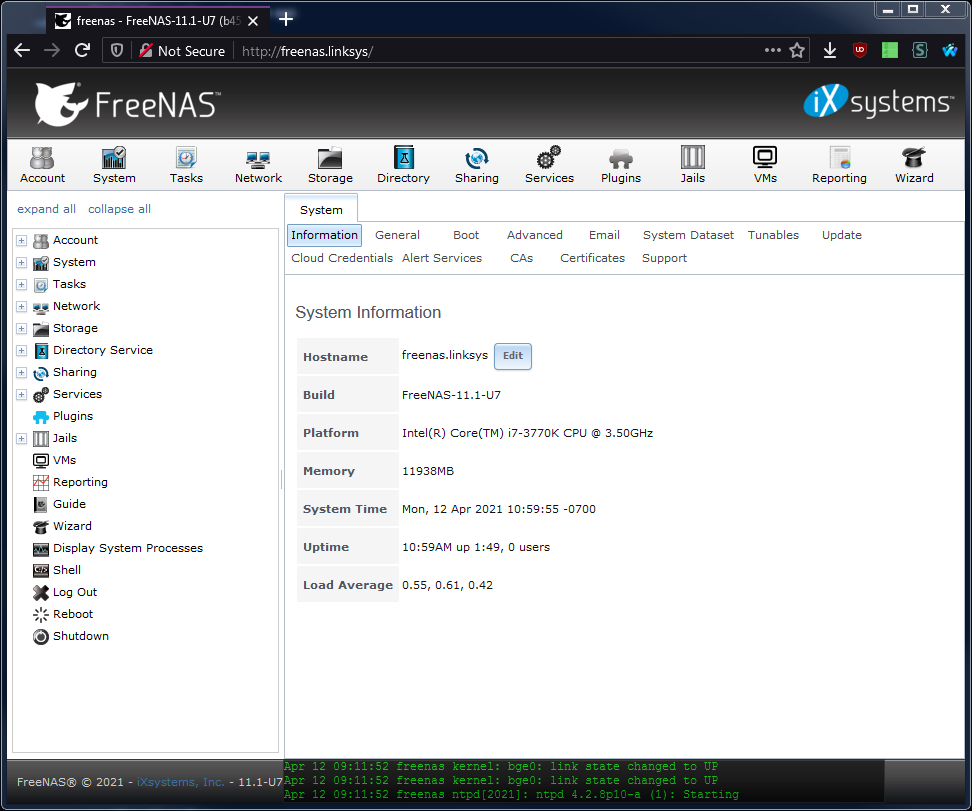 freenas - FreeNAS-11.1-U7 (b45
Not Secure
http://freenas.linksys/
FreeNAS™
iXsystems™
Account System Tasks Network Storage Directory Sharing Services Plugins Jails VMs Reporting Wizard
expand all collapse all
Account
System
Tasks
Network
Storage
Directory Service
Sharing
Services
Plugins
Jails
VMs
Reporting
Guide
Wizard
Display System Processes
Shell
Log Out
Reboot
Shutdown
System
Information General Boot Advanced Email System Dataset Tunables Update
Cloud Credentials Alert Services CAs Certificates Support
System Information
Hostname freenas.linksys Edit
Build FreeNAS-11.1-U7
Platform Intel(R) Core(TM) i7-3770K CPU @ 3.50GHz
Memory 11938MB
System Time Mon, 12 Apr 2021 10:59:55 -0700
Uptime 10:59AM up 1:49, 0 users
Load Average 0.55, 0.61, 0.42
FreeNAS® © 2021 - iXsystems, Inc. - 11.1-U7
Apr 12 09:11:52 freenas kernel: bge0: link state changed to UP
Apr 12 09:11:52 freenas kernel: bge0: link state changed to UP
Apr 12 09:11:52 freenas ntpd[2021]: ntpd 4.2.8p10-a (1): Starting